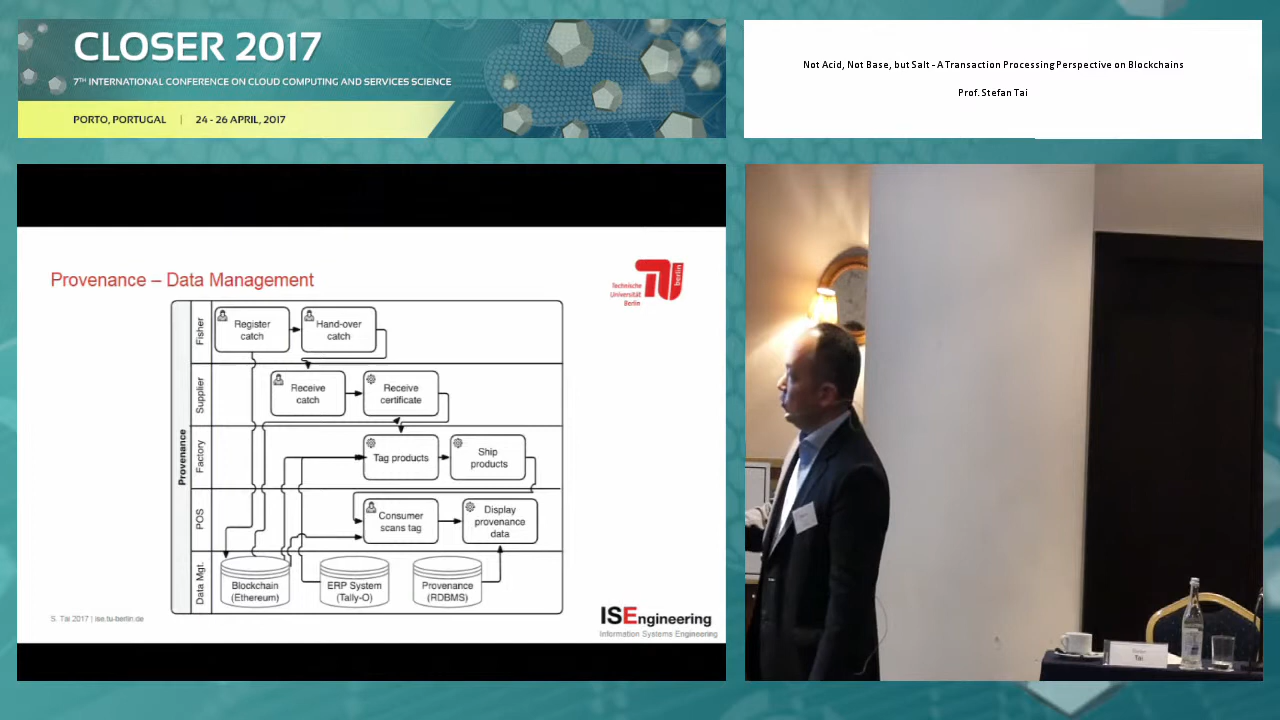 CLOSER 2017
7TH INTERNATIONAL CONFERENCE ON CLOUD COMPUTING AND SERVICES SCIENCE
PORTO, PORTUGAL | 24 - 26 APRIL, 2017
Not Acid, Not Base, but Salt - A Transaction Processing Perspective on Blockchains
Prof. Stefan Tai
Provenance – Data Management
Technische
Universität
Berlin
berlin
Provenance
Fisher
Register
catch
Hand-over
catch
Supplier
Receive
catch
Receive
certificate
Factory
Tag products
Ship
products
POS
Consumer
scans tag
Display
provenance
data
Data Mgt.
Blockchain
(Ethereum)
ERP System
(Tally-O)
Provenance
(RDBMS)
S. Tai 2017 | ise.tu-berlin.de
ISEngineering
Information Systems Engineering
Tai